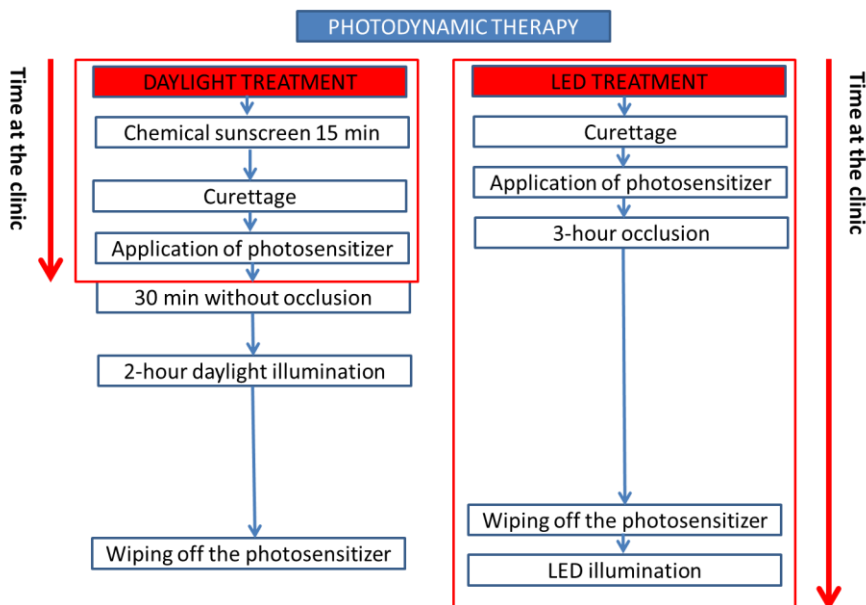 PHOTODYNAMIC THERAPY
Time at the clinic
DAYLIGHT TREATMENT
Chemical sunscreen 15 min
Curettage
Application of photosensitizer
30 min without occlusion
2-hour daylight illumination
Wiping off the photosensitizer
LED TREATMENT
Curettage
Application of photosensitizer
3-hour occlusion
Wiping off the photosensitizer
LED illumination
Time at the clinic